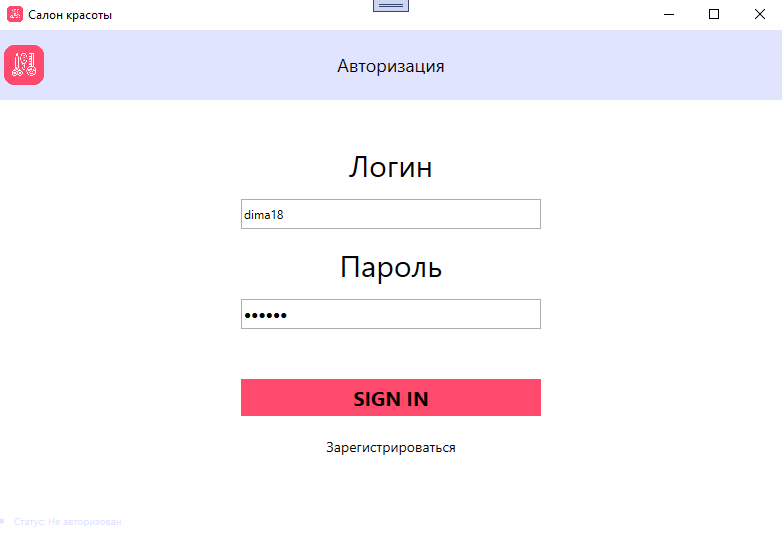 Салон красоты
Авторизация
Логин
dima18
Пароль
••••••
SIGN IN
Зарегистрироваться
Статус: Не авторизован